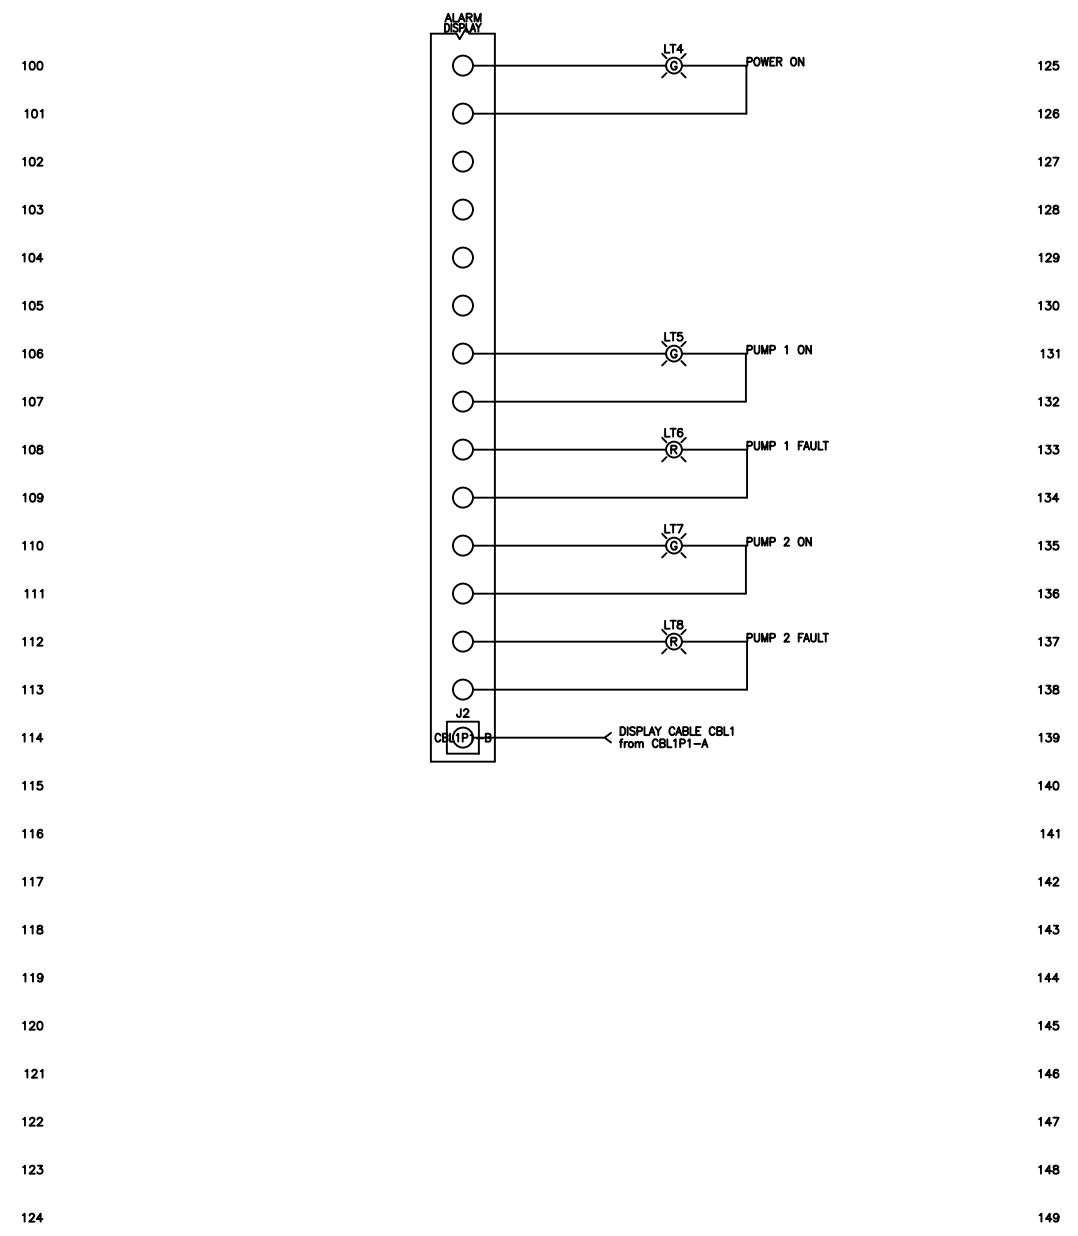 ALARM
DISPLAY
100
LT4
G
POWER ON
125
101
126
102
127
103
128
104
129
105
130
106
LT5
G
PUMP 1 ON
131
107
132
108
LT6
R
PUMP 1 FAULT
133
109
134
110
LT7
G
PUMP 2 ON
135
111
136
112
LT8
R
PUMP 2 FAULT
137
113
138
J2
114
CBL1P1-B
DISPLAY CABLE CBL1
from CBL1P1-A
139
115
140
116
141
117
142
118
143
119
144
120
145
121
146
122
147
123
148
124
149